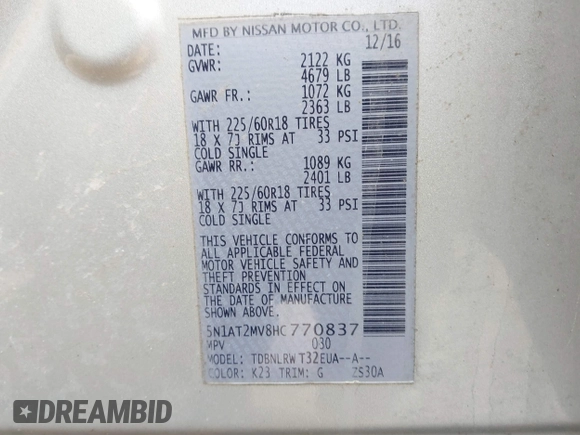 MFD BY NISSAN MOTOR CO., LTD.
DATE: 12/16
GVWR: 2122 KG
4679 LB
GAWR FR.: 1072 KG
2363 LB
WITH 225/60R18 TIRES
18 X 7J RIMS AT 33 PSI
COLD SINGLE
GAWR RR.: 1089 KG
2401 LB
WITH 225/60R18 TIRES
18 X 7J RIMS AT 33 PSI
COLD SINGLE
THIS VEHICLE CONFORMS TO
ALL APPLICABLE FEDERAL
MOTOR VEHICLE SAFETY AND
THEFT PREVENTION
STANDARDS IN EFFECT ON
THE DATE OF MANUFACTURE
SHOWN ABOVE.
5N1AT2MV8HC770837
MPV 030
MODEL: TDBNLRW T32EUA--A--
COLOR: K23 TRIM: G ZS30A
DREAMBID